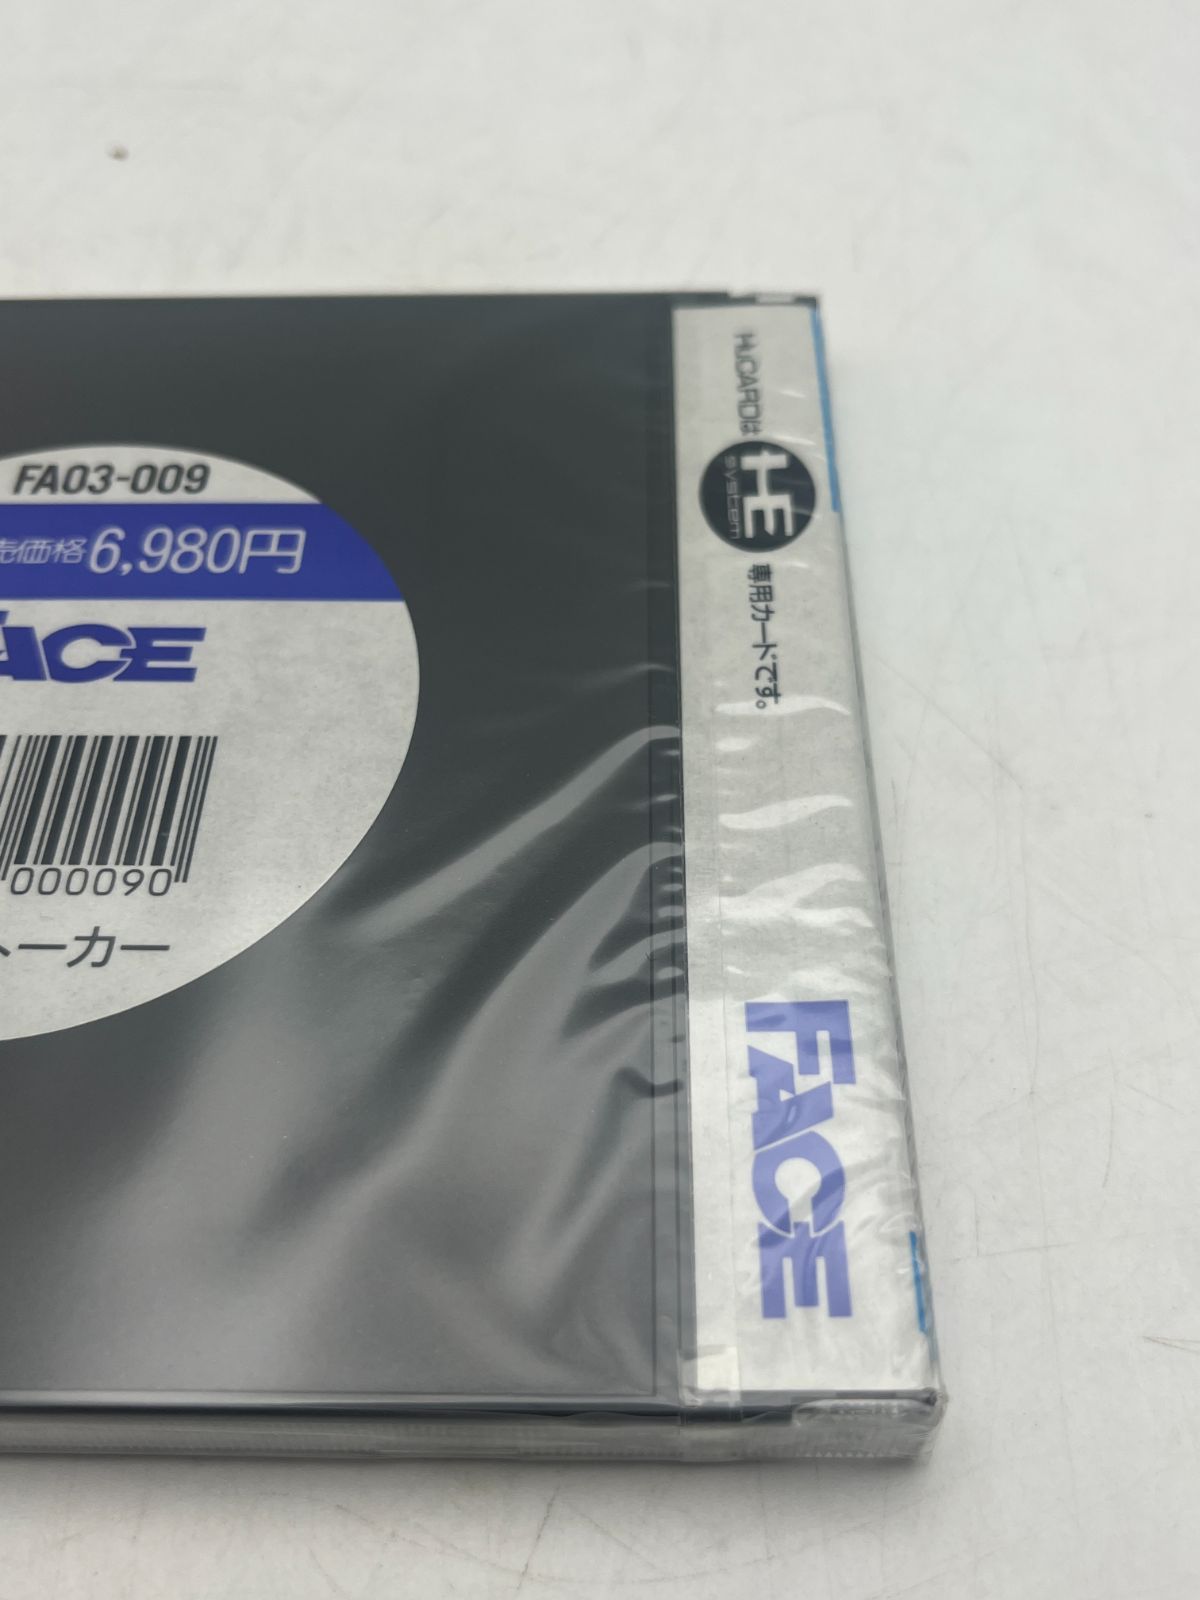 FA03-009
売価格 6,980円
FACE
000090
トーカー
HuCARDは
HE
system
専用カードです。
FACE